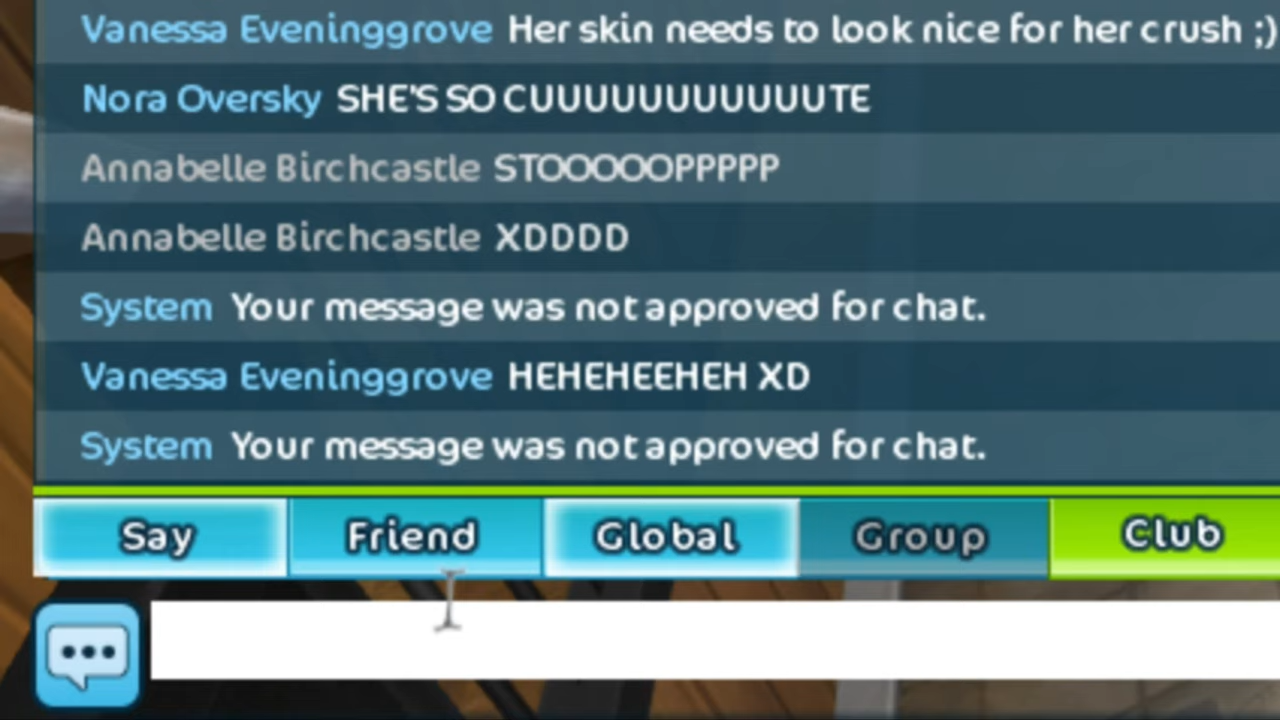 Vanessa Eveninggrove Her skin needs to look nice for her crush ;)
Nora Oversky SHE'S SO CUUUUUUUUUUUTE
Annabelle Birchcastle STOOOOOPPPPP
Annabelle Birchcastle XDDDD
System Your message was not approved for chat.
Vanessa Eveninggrove HEHEHEEHEH XD
System Your message was not approved for chat.
Say Friend Global Group Club